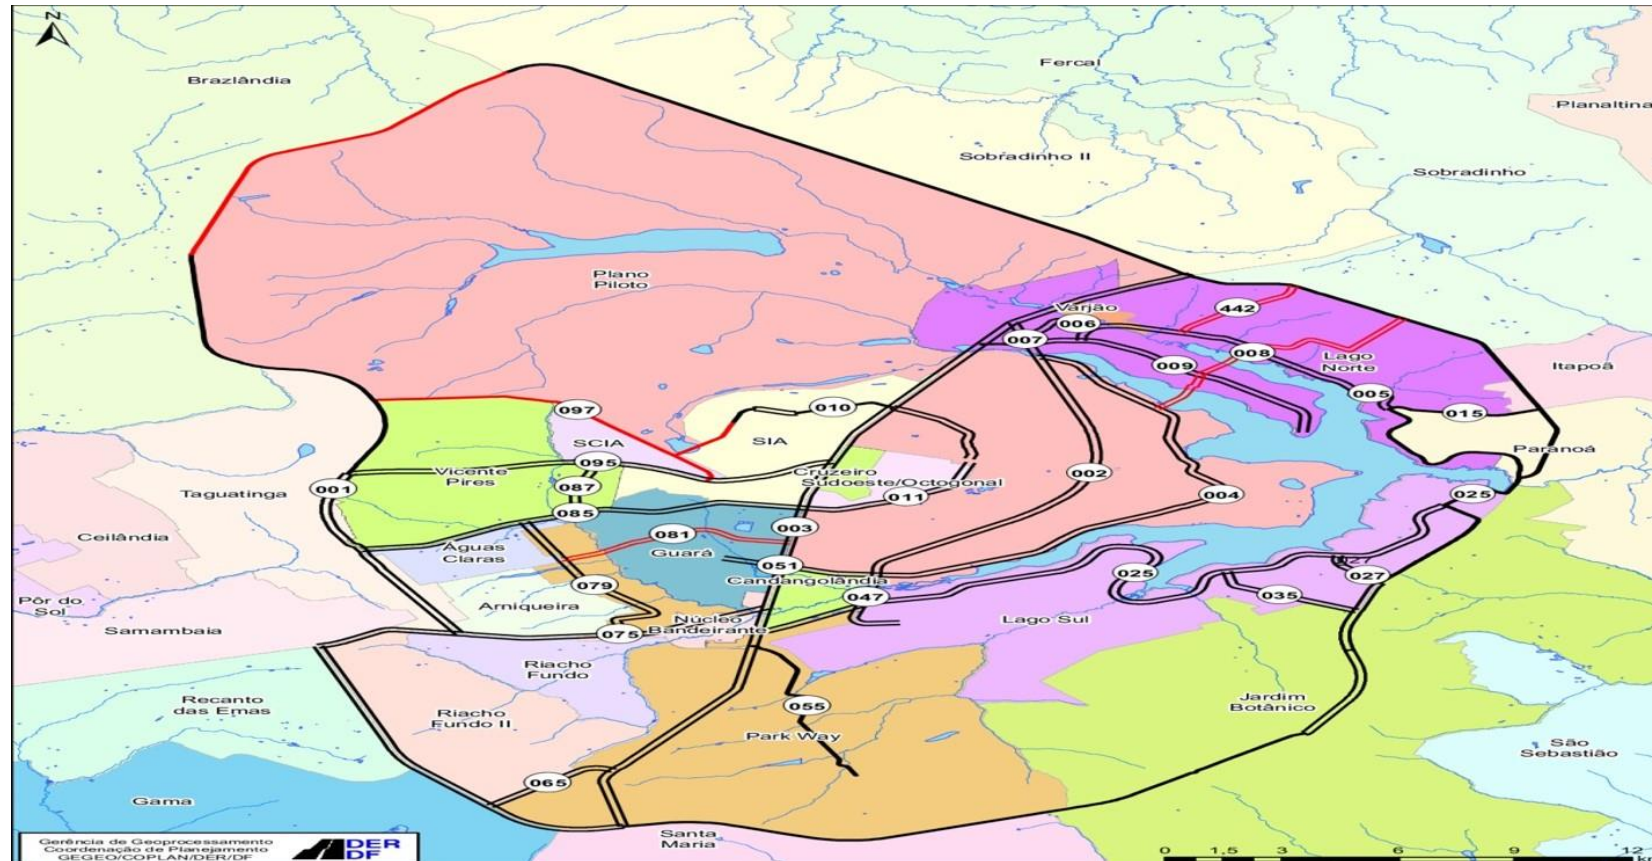 N
Brazlândia
Fercal
Planaltina
Sobradinho II
Sobradinho
Plano
Piloto
Varjão
442
006
007
008
009
Lago
Norte
Itapoã
005
097
010
015
SCIA
SIA
Paranoá
095
Vicente
Pires
Cruzeiro
Sudoeste/Octogonal
002
Taguatinga
001
087
011
004
025
085
003
Ceilândia
081
Guará
Águas
Claras
051
Candangolândia
025
027
027
079
047
035
Pôr do
Sol
Arniqueira
Samambaia
075
Núcleo
Bandeirante
Lago Sul
Riacho
Fundo
Recanto
das Emas
Riacho
Fundo II
055
Park Way
Jardim
Botânico
São
Sebastião
065
Gama
Santa
Maria
Gerência de Geoprocessamento
Coordenação de Planejamento
GEGEO/COPLAN/DER/DF
DER
DF
0 1,5 3 6 9 12